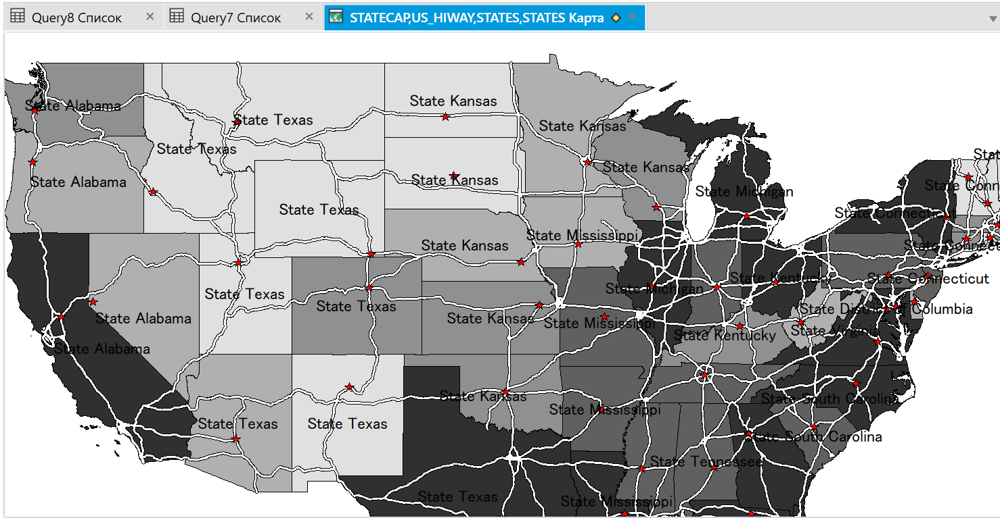 Query8 Список
Query7 Список
STATECAP,US_HIWAY,STATES,STATES Карта
State Kansas
State Alabama
State Texas
State Kansas
State Texas
State Kansas
State Alabama
State Kansas
State Conn
State Michigan
State Texas
State Connecticut
State Mississippi
State Kansas
State Connect
State Kentucky
State Connecticut
State Texas
State Michigan
State Texas
State District of Columbia
State Alabama
State Kansas
State Mississippi
State Virginia
State Kentucky
State Alabama
State Kansas
State South Carolina
State Mississippi
State Texas
State Texas
State South Carolina
State Tennessee
State Texas
State Mississippi